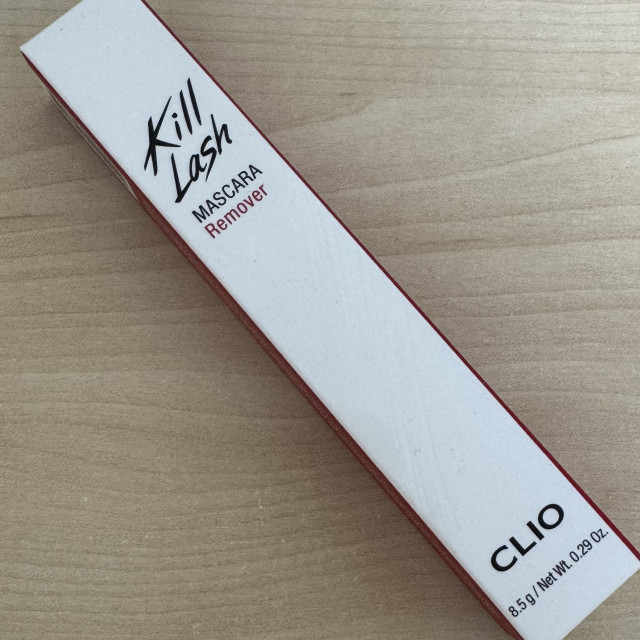 Kill
Lash
MASCARA
Remover
CLIO
8.5 g / Net Wt. 0.29 Oz.